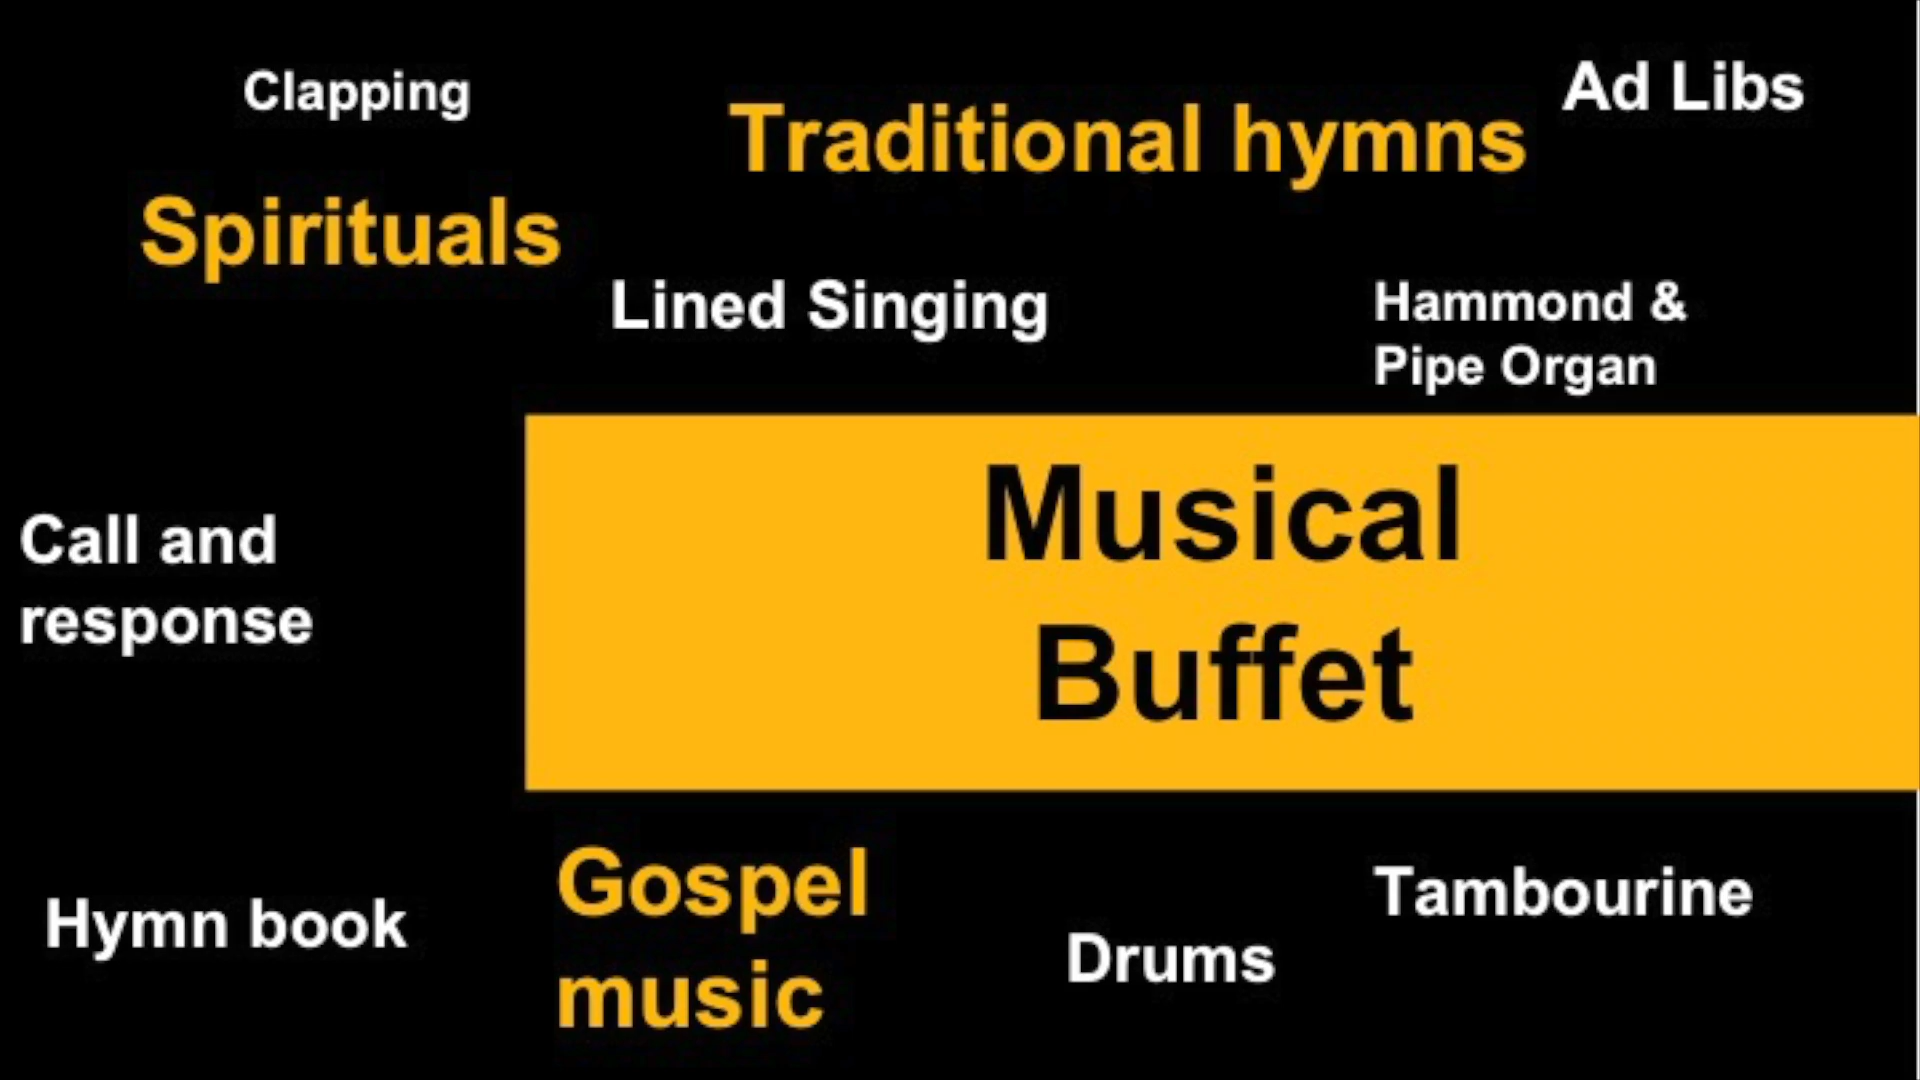 Clapping
Traditional hymns
Ad Libs
Spirituals
Lined Singing
Hammond &
Pipe Organ
Musical
Buffet
Call and
response
Hymn book
Gospel
music
Drums
Tambourine